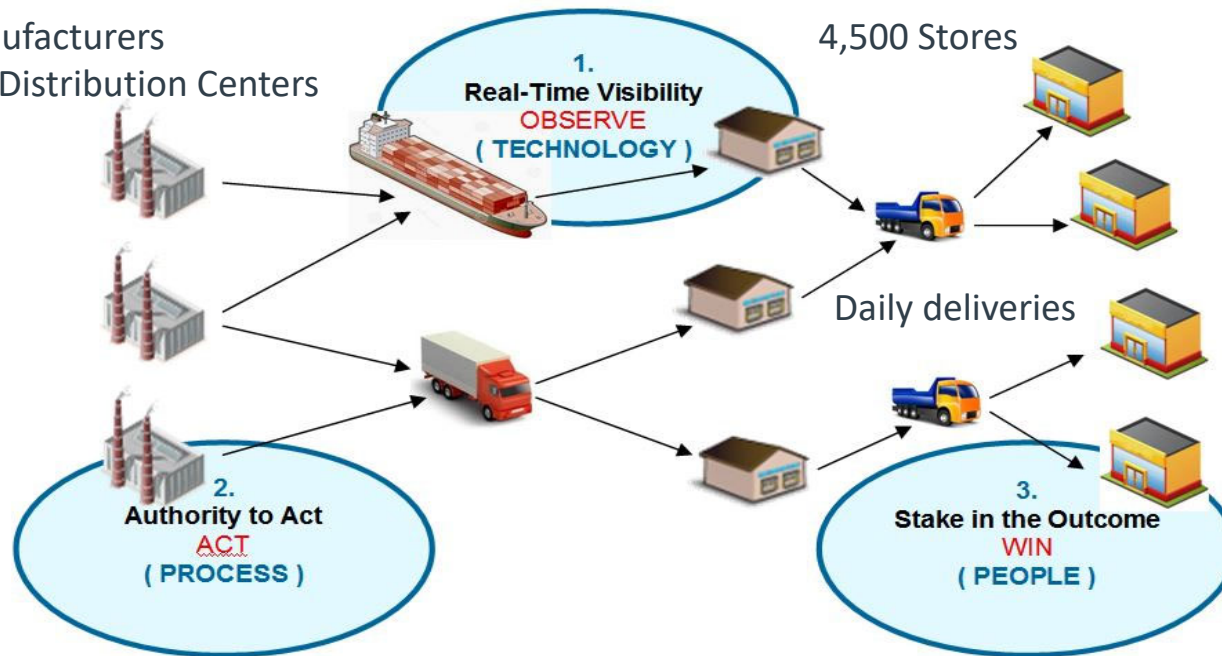 ufacturers
Distribution Centers
4,500 Stores
1.
Real-Time Visibility
OBSERVE
( TECHNOLOGY )
Daily deliveries
2.
Authority to Act
ACT
( PROCESS )
3.
Stake in the Outcome
WIN
( PEOPLE )